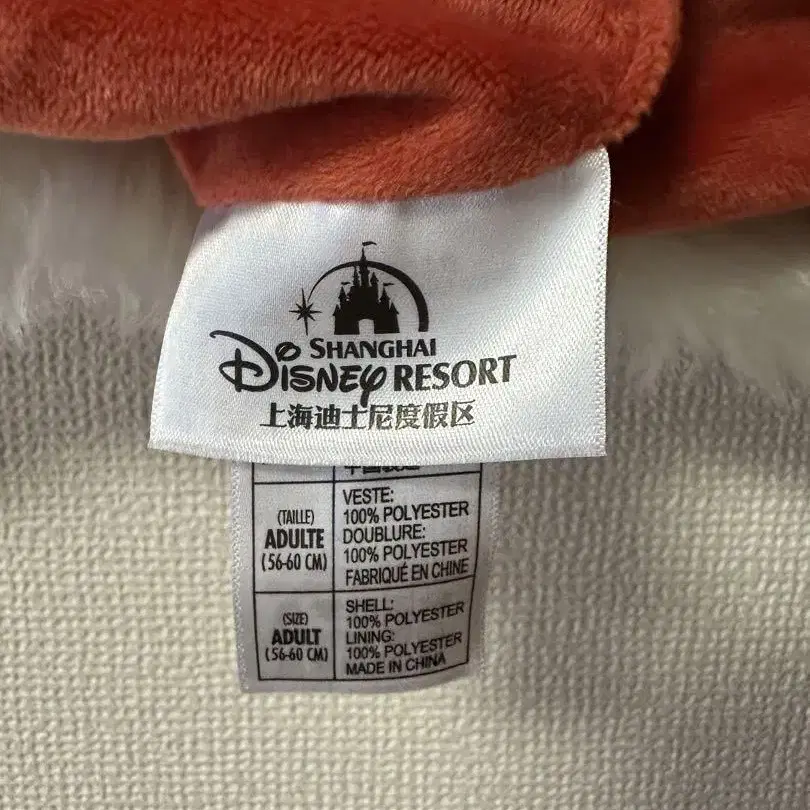 SHANGHAI
DISNEY RESORT
上海迪士尼度假区
(TAILLE)
ADULTE
(56-60 CM)
VESTE:
100% POLYESTER
DOUBLURE:
100% POLYESTER
FABRIQUÉ EN CHINE
(SIZE)
ADULT
(56-60 CM)
SHELL:
100% POLYESTER
LINING:
100% POLYESTER
MADE IN CHINA